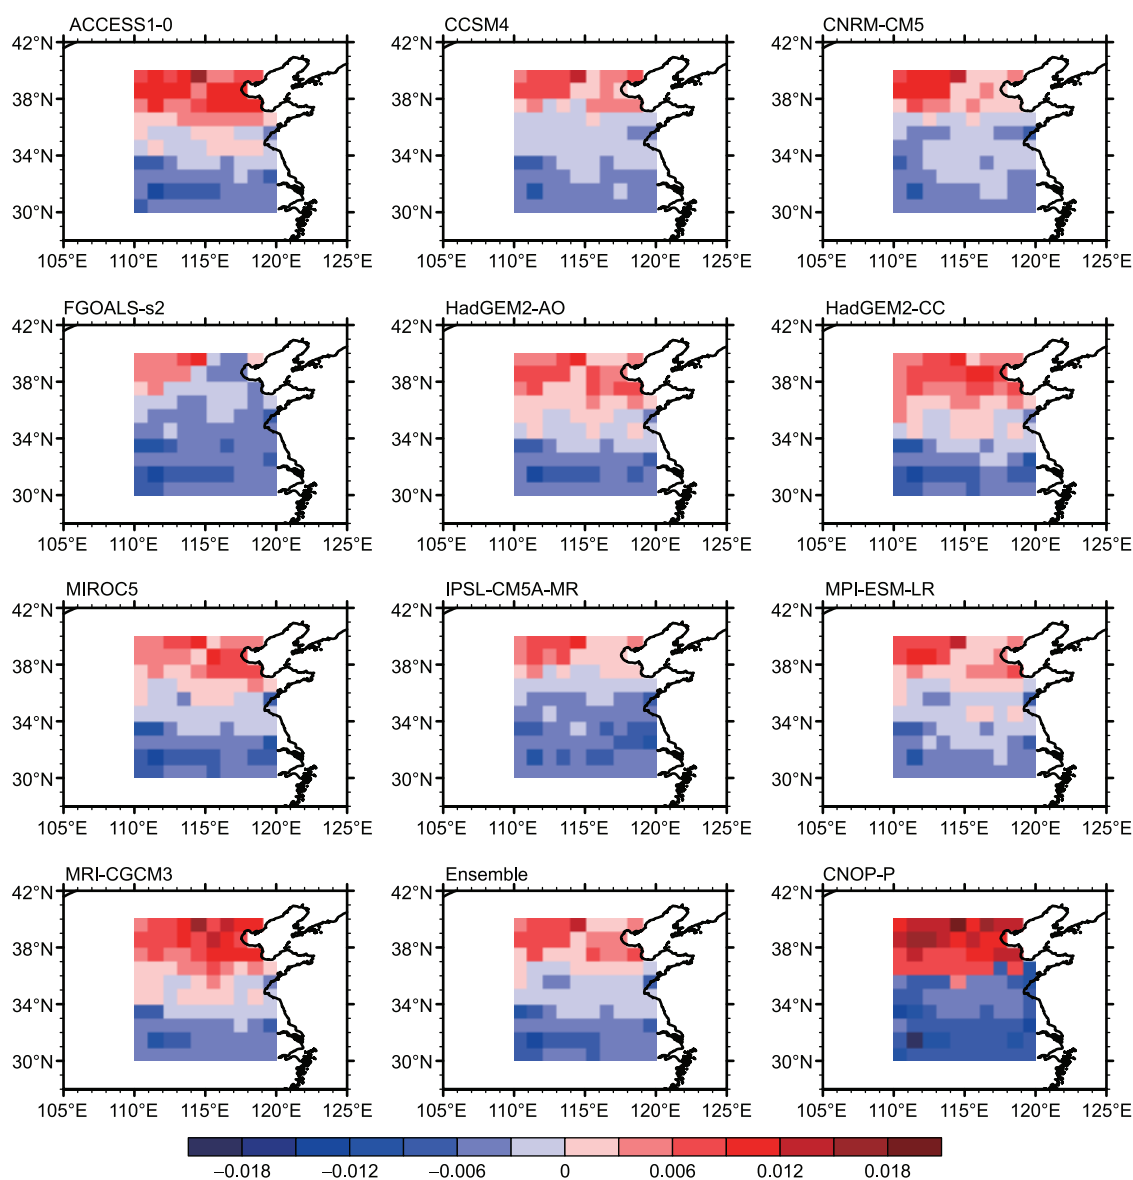 ACCESS1-0 CCSM4 CNRM-CM5
42°N 42°N 42°N
38°N 38°N 38°N
34°N 34°N 34°N
30°N 30°N 30°N
105°E 110°E 115°E 120°E 125°E 105°E 110°E 115°E 120°E 125°E 105°E 110°E 115°E 120°E 125°E
FGOALS-s2 HadGEM2-AO HadGEM2-CC
42°N 42°N 42°N
38°N 38°N 38°N
34°N 34°N 34°N
30°N 30°N 30°N
105°E 110°E 115°E 120°E 125°E 105°E 110°E 115°E 120°E 125°E 105°E 110°E 115°E 120°E 125°E
MIROC5 IPSL-CM5A-MR MPI-ESM-LR
42°N 42°N 42°N
38°N 38°N 38°N
34°N 34°N 34°N
30°N 30°N 30°N
105°E 110°E 115°E 120°E 125°E 105°E 110°E 115°E 120°E 125°E 105°E 110°E 115°E 120°E 125°E
MRI-CGCM3 Ensemble CNOP-P
42°N 42°N 42°N
38°N 38°N 38°N
34°N 34°N 34°N
30°N 30°N 30°N
105°E 110°E 115°E 120°E 125°E 105°E 110°E 115°E 120°E 125°E 105°E 110°E 115°E 120°E 125°E
−0.018 −0.012 −0.006 0 0.006 0.012 0.018